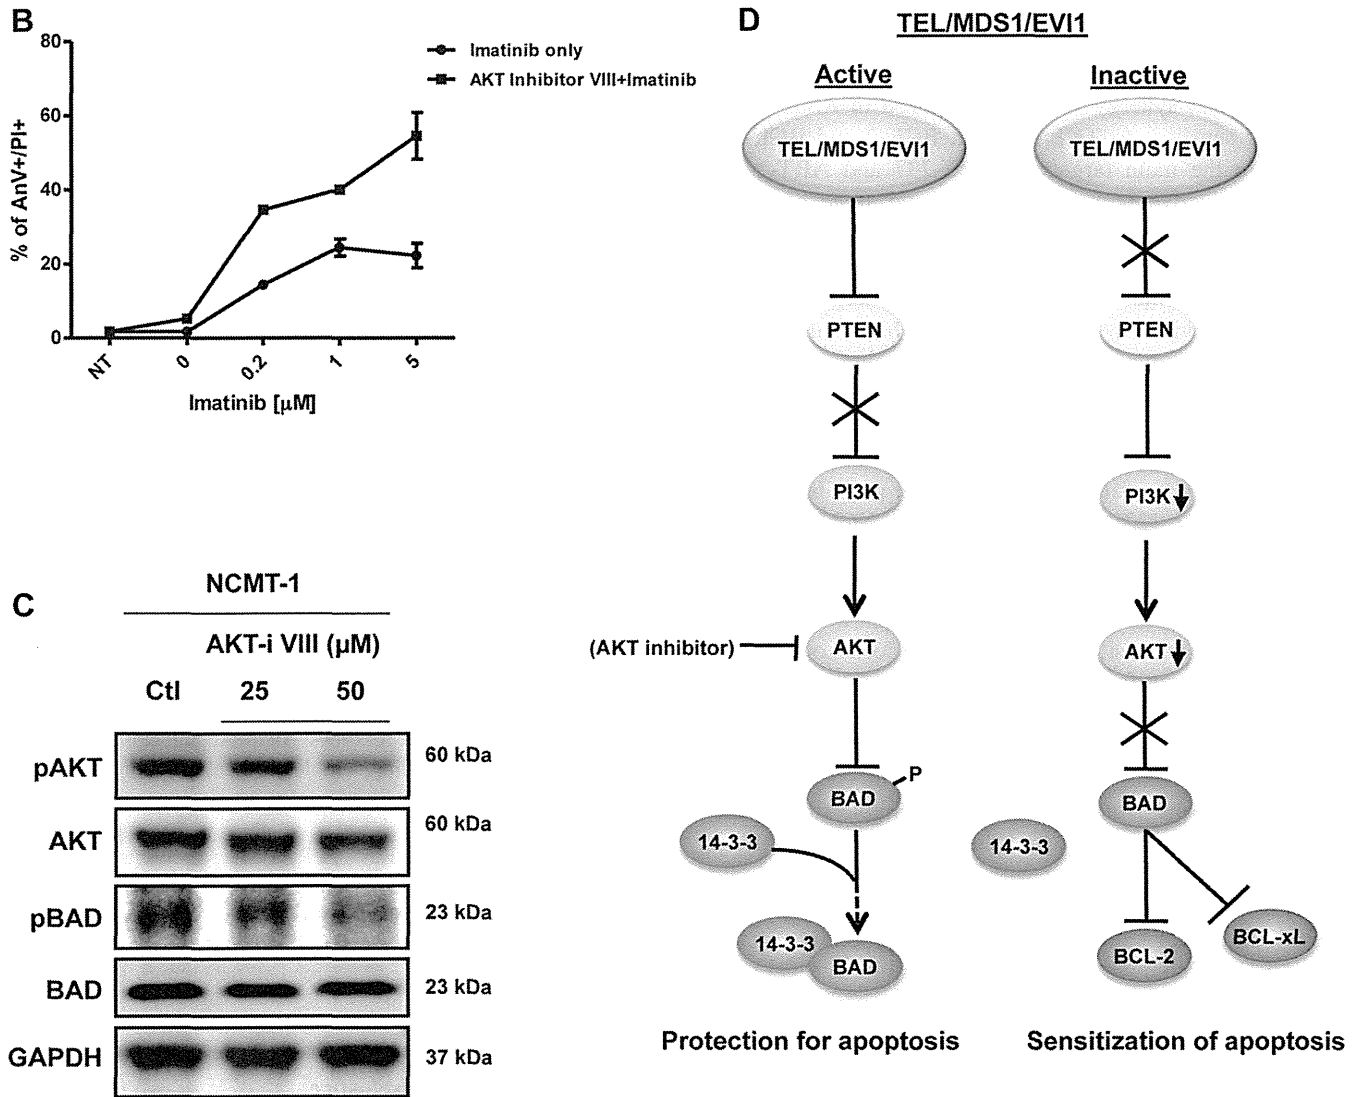 B
80
60
40
20
0
% of AnV+/PI+
Imatinib only
AKT Inhibitor VIII+Imatinib
NT
0
0.2
1
5
Imatinib [μM]
C
NCMT-1
AKT-i VIII (μM)
Ctl 25 50
pAKT 60 kDa
AKT 60 kDa
pBAD 23 kDa
BAD 23 kDa
GAPDH 37 kDa
D
TEL/MDS1/EVI1
Active
TEL/MDS1/EVI1
PTEN
PI3K
(AKT inhibitor)
AKT
BAD
P
14-3-3
14-3-3
BAD
Protection for apoptosis
Inactive
TEL/MDS1/EVI1
PTEN
PI3K
AKT
BAD
14-3-3
BCL-2
BCL-xL
Sensitization of apoptosis